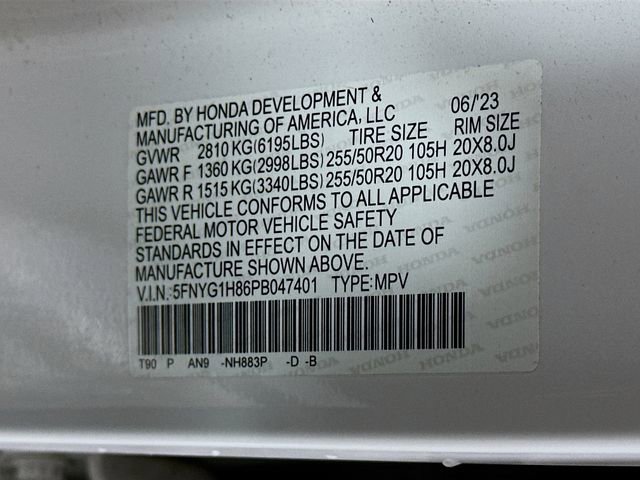 MFD. BY HONDA DEVELOPMENT &
MANUFACTURING OF AMERICA, LLC 06/'23
GVWR 2810 KG(6195LBS) TIRE SIZE RIM SIZE
GAWR F 1360 KG(2998LBS) 255/50R20 105H 20X8.0J
GAWR R 1515 KG(3340LBS) 255/50R20 105H 20X8.0J
THIS VEHICLE CONFORMS TO ALL APPLICABLE
FEDERAL MOTOR VEHICLE SAFETY
STANDARDS IN EFFECT ON THE DATE OF
MANUFACTURE SHOWN ABOVE.
V.I.N.:5FNYG1H86PB047401 TYPE:MPV
T90 P AN9 -NH883P -D -B